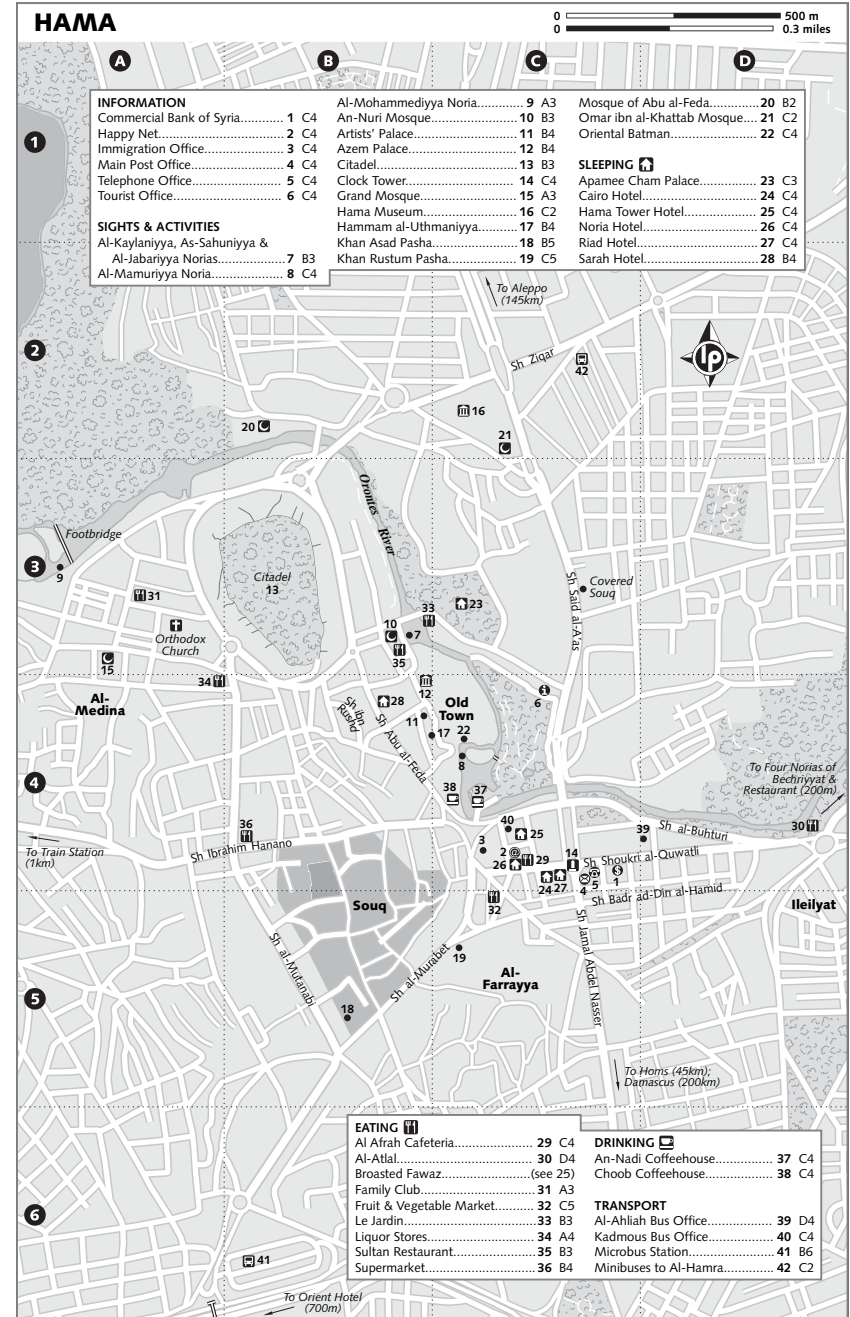 HAMA
0 500 m
0 0.3 miles
A B C D
INFORMATION
Commercial Bank of Syria..................1 C4
Happy Net..................2 C4
Immigration Office..................3 C4
Main Post Office..................4 C4
Telephone Office..................5 C4
Tourist Office..................6 C4
SIGHTS & ACTIVITIES
Al-Kaylaniyya, As-Sahuniyya &
Al-Jabariyya Norias..................7 B3
Al-Mamuriyya Noria..................8 C4
Al-Mohammediyya Noria..................9 A3
An-Nuri Mosque..................10 B3
Artists' Palace..................11 B4
Azem Palace..................12 B4
Citadel..................13 B3
Clock Tower..................14 C4
Grand Mosque..................15 A3
Hama Museum..................16 C2
Hammam al-Uthmaniyya..................17 B4
Khan Asad Pasha..................18 B5
Khan Rustum Pasha..................19 C5
Mosque of Abu al-Feda..................20 B2
Omar ibn al-Khattab Mosque....21 C2
Oriental Batman..................22 C4
SLEEPING
Apamee Cham Palace..................23 C3
Cairo Hotel..................24 C4
Hama Tower Hotel..................25 C4
Noria Hotel..................26 C4
Riad Hotel..................27 C4
Sarah Hotel..................28 B4
1
To Aleppo
(145km)
2
Sh Ziqar
42
lp
16
20
21
Orontes River
Footbridge
3
9
Citadel
13
31
Orthodox
Church
Sh Said al-A'as
Covered
Souq
23
33
10
7
35
15
34
Al-
Medina
12
28
Sh ibn
Rushd
Old
Town
6
11
17
22
Sh Abu al-Feda
8
4
To Four Norias of
Bechriyyat &
Restaurant (200m)
38
37
30
36
40
25
39
Sh al-Buhturi
To Train Station
(1km)
Sh Ibrahim Hanano
3
2
29
26
14
Sh Shoukri al-Quwatli
24
27
4
5
1
Sh Badr ad-Din al-Hamid
32
Souq
Ileilyat
Sh al-Mutanabi
Sh al-Murabet
19
Al-
Farrayya
Sh Jamal Abdel Nasser
5
18
To Homs (45km);
Damascus (200km)
EATING
Al Afrah Cafeteria..................29 C4
Al-Atlal..................30 D4
Broasted Fawaz..................(see 25)
Family Club..................31 A3
Fruit & Vegetable Market..................32 C5
Le Jardin..................33 B3
Liquor Stores..................34 A4
Sultan Restaurant..................35 B3
Supermarket..................36 B4
DRINKING
An-Nadi Coffeehouse..................37 C4
Choob Coffeehouse..................38 C4
TRANSPORT
Al-Ahliah Bus Office..................39 D4
Kadmous Bus Office..................40 C4
Microbus Station..................41 B6
Minibuses to Al-Hamra..................42 C2
6
41
To Orient Hotel
(700m)